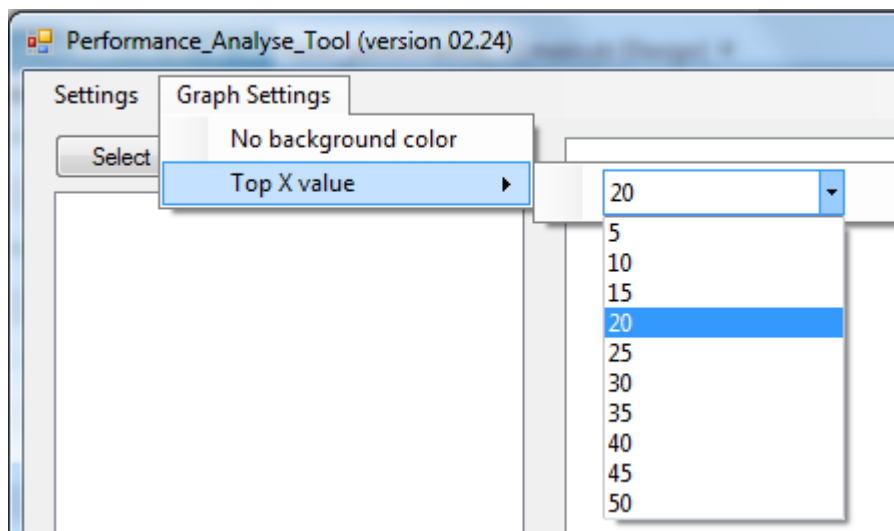 Performance_Analyse_Tool (version 02.24)
Settings Graph Settings
No background color
Select
Top X value
20
5
10
15
20
25
30
35
40
45
50